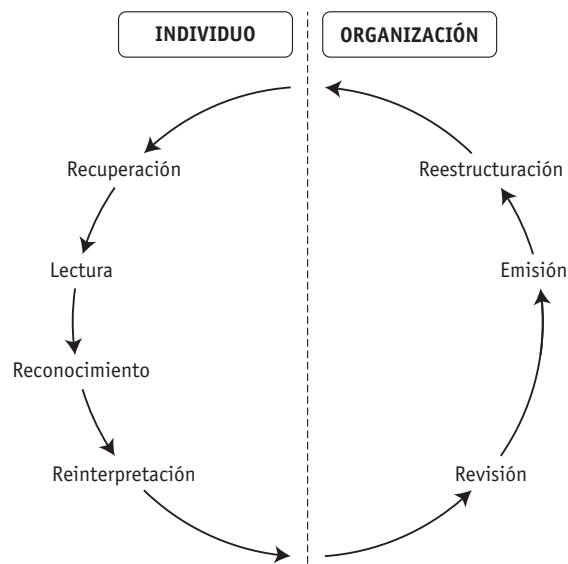 INDIVIDUO
ORGANIZACIÓN
Recuperación
Reestructuración
Lectura
Emisión
Reconocimiento
Reinterpretación
Revisión